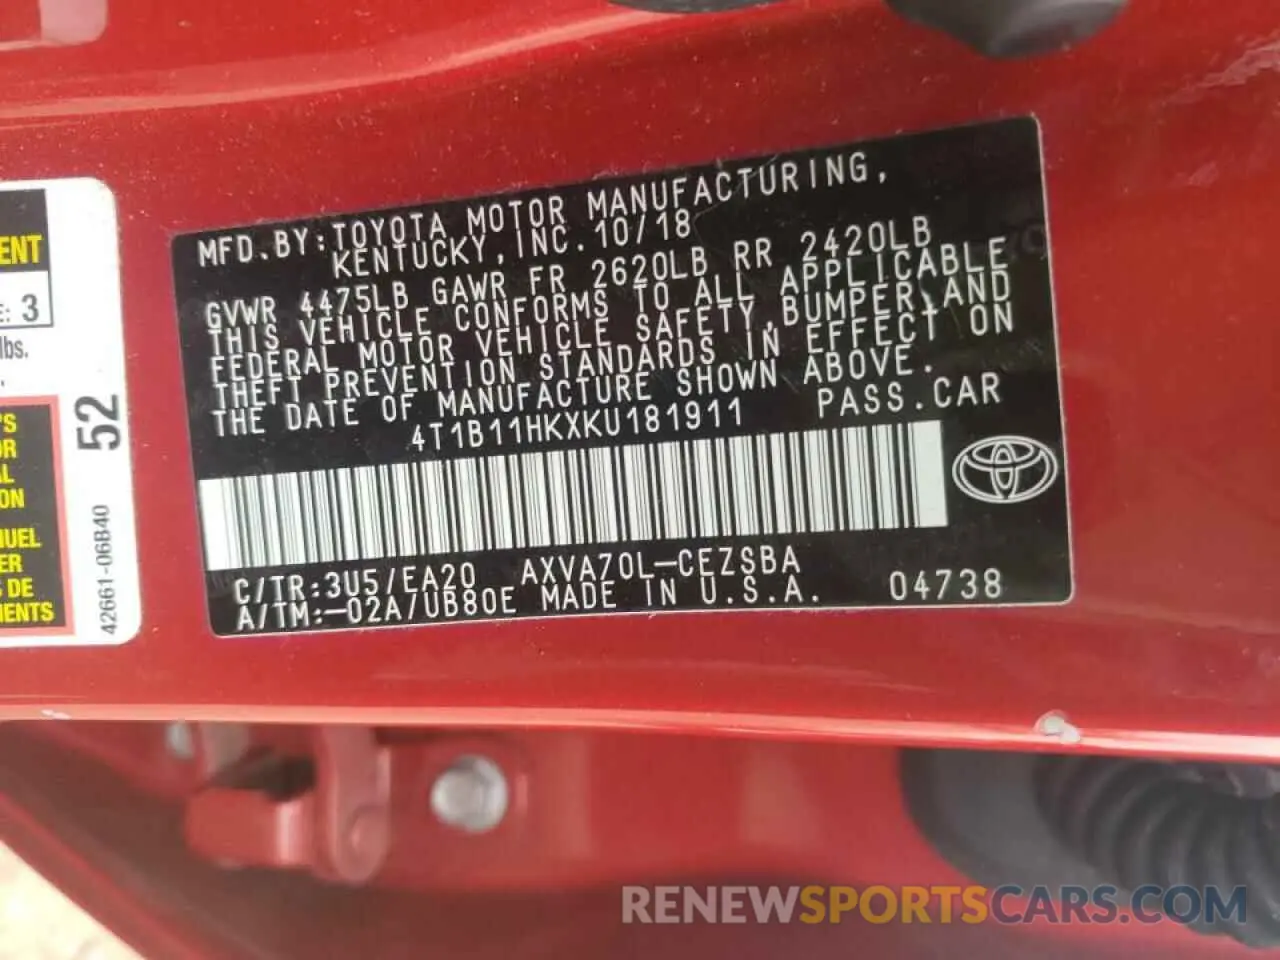 MFD.BY:TOYOTA MOTOR MANUFACTURING,
KENTUCKY,INC.10/18
GVWR 4475LB GAWR FR 2620LB RR 2420LB
THIS VEHICLE CONFORMS TO ALL APPLICABLE
FEDERAL MOTOR VEHICLE SAFETY,BUMPER,AND
THEFT PREVENTION STANDARDS IN EFFECT ON
THE DATE OF MANUFACTURE SHOWN ABOVE.
4T1B11HKXKU181911 PASS.CAR
C/TR:3U5/EA20 AXVA70L-CEZSBA
A/TM:-02A/UB80E MADE IN U.S.A. 04738
3
lbs.
DE
52
42661-06B40
RENEWSPORTSCARS.COM